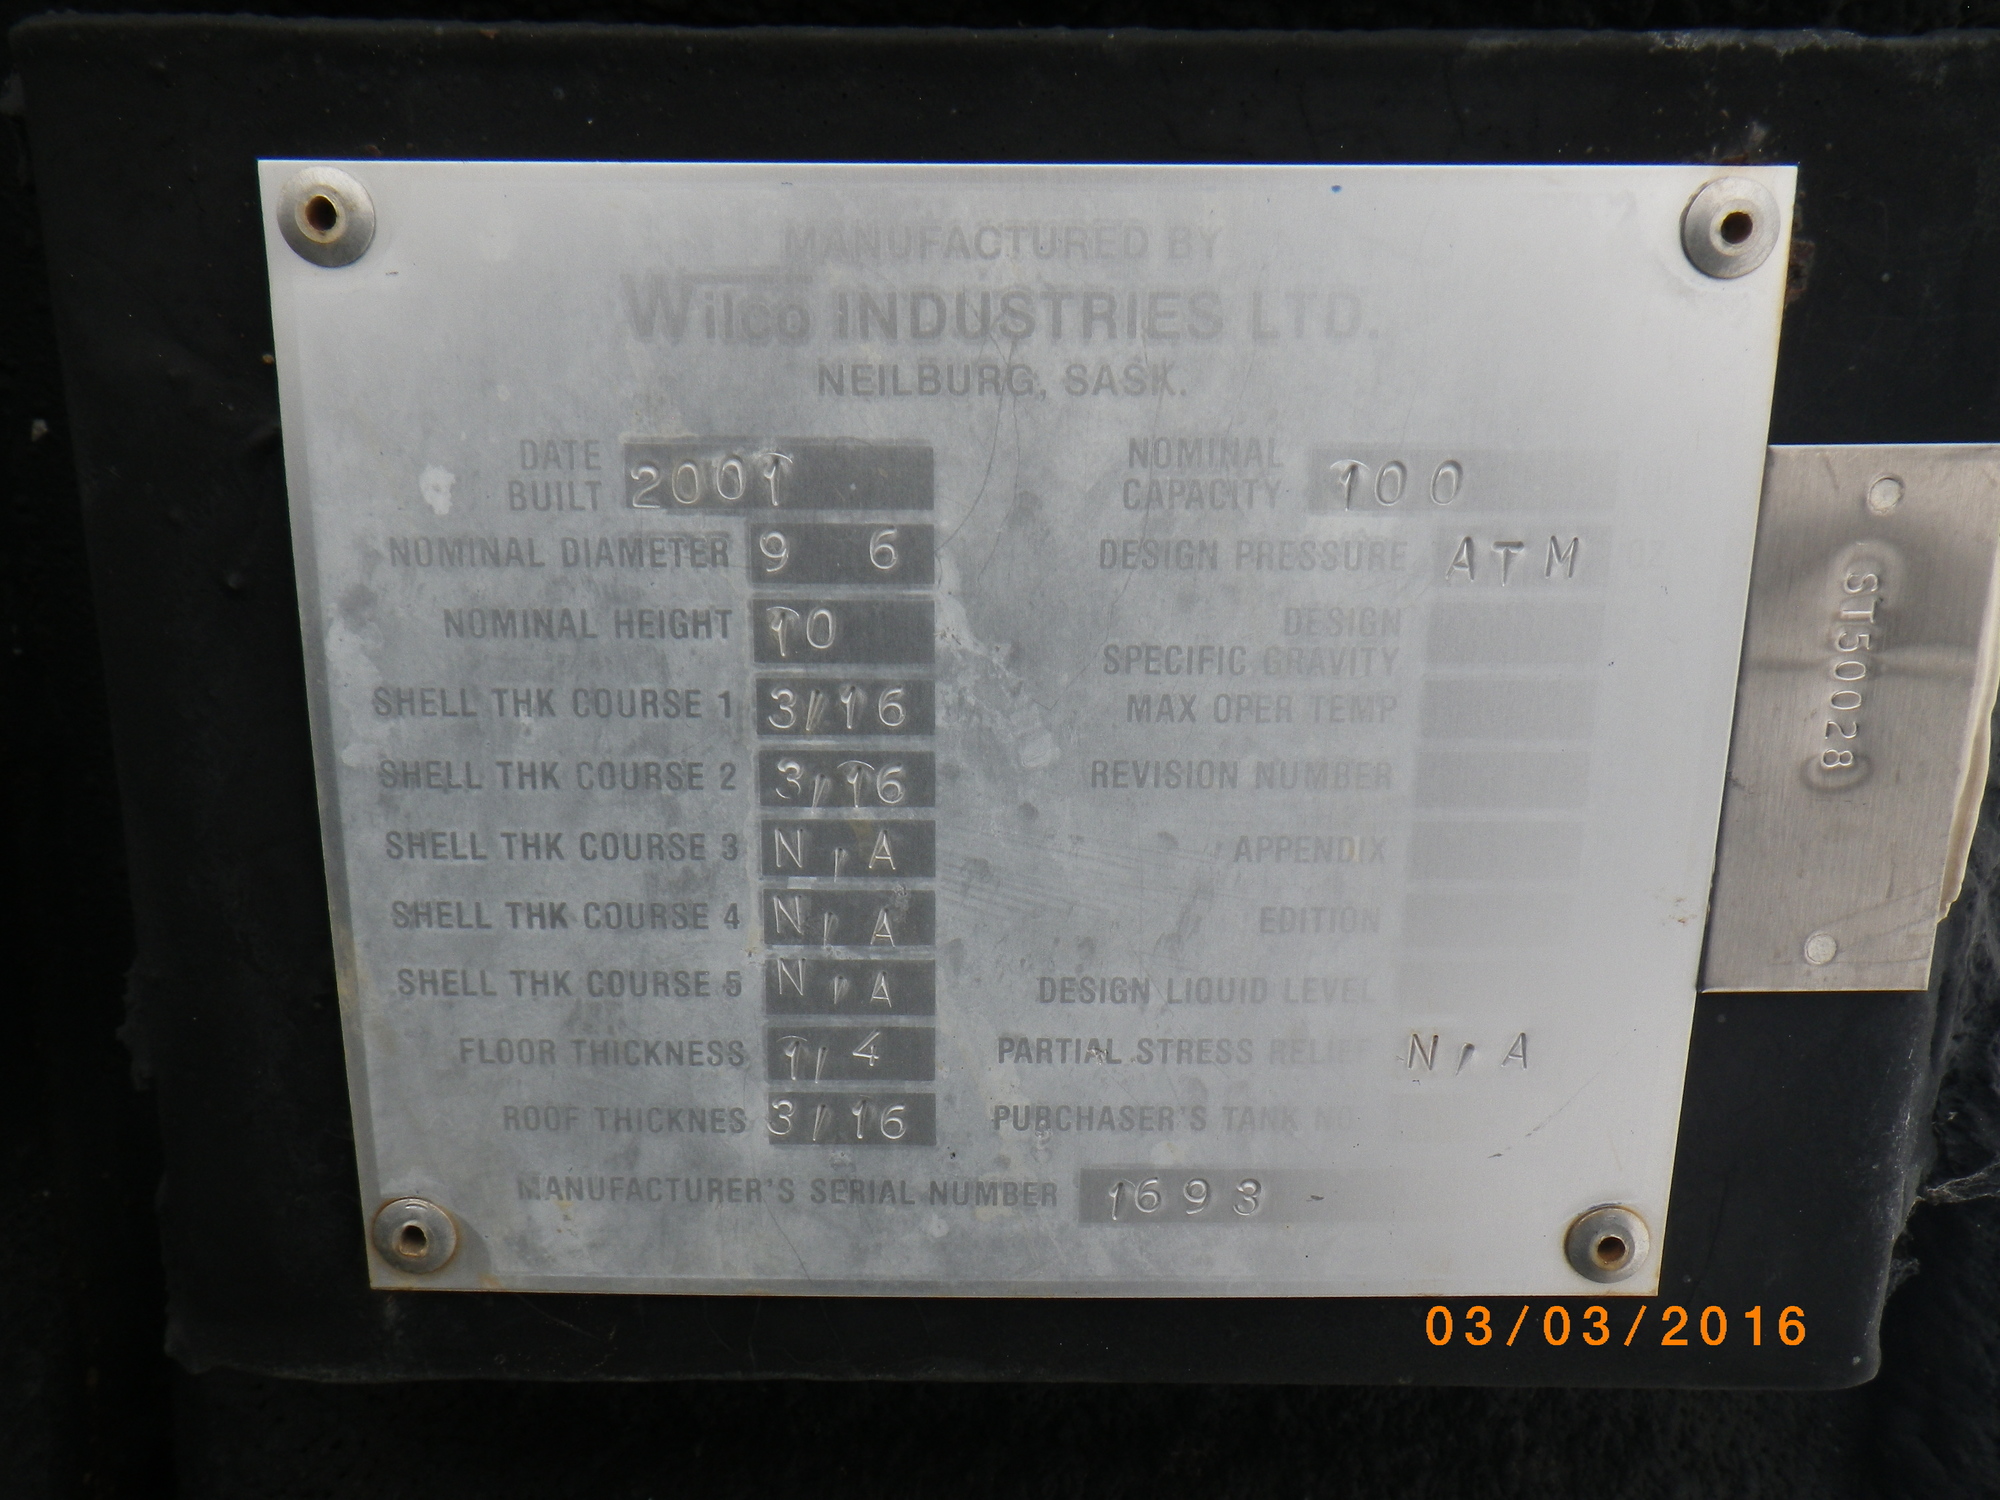 MANUFACTURED BY
Wilco INDUSTRIES LTD.
NEILBURG, SASK.
DATE BUILT 2001
NOMINAL CAPACITY 100
NOMINAL DIAMETER 9 6
DESIGN PRESSURE ATM OZ
NOMINAL HEIGHT 10
DESIGN SPECIFIC GRAVITY
SHELL THK COURSE 1 3/16
MAX OPER TEMP
SHELL THK COURSE 2 3/16
REVISION NUMBER
SHELL THK COURSE 3 N/A
APPENDIX
SHELL THK COURSE 4 N/A
EDITION
SHELL THK COURSE 5 N/A
DESIGN LIQUID LEVEL
FLOOR THICKNESS 1/4
PARTIAL STRESS RELIEF N/A
ROOF THICKNES 3/16
PURCHASER'S TANK NO.
MANUFACTURER'S SERIAL NUMBER 1693 -
ST50028
03/03/2016